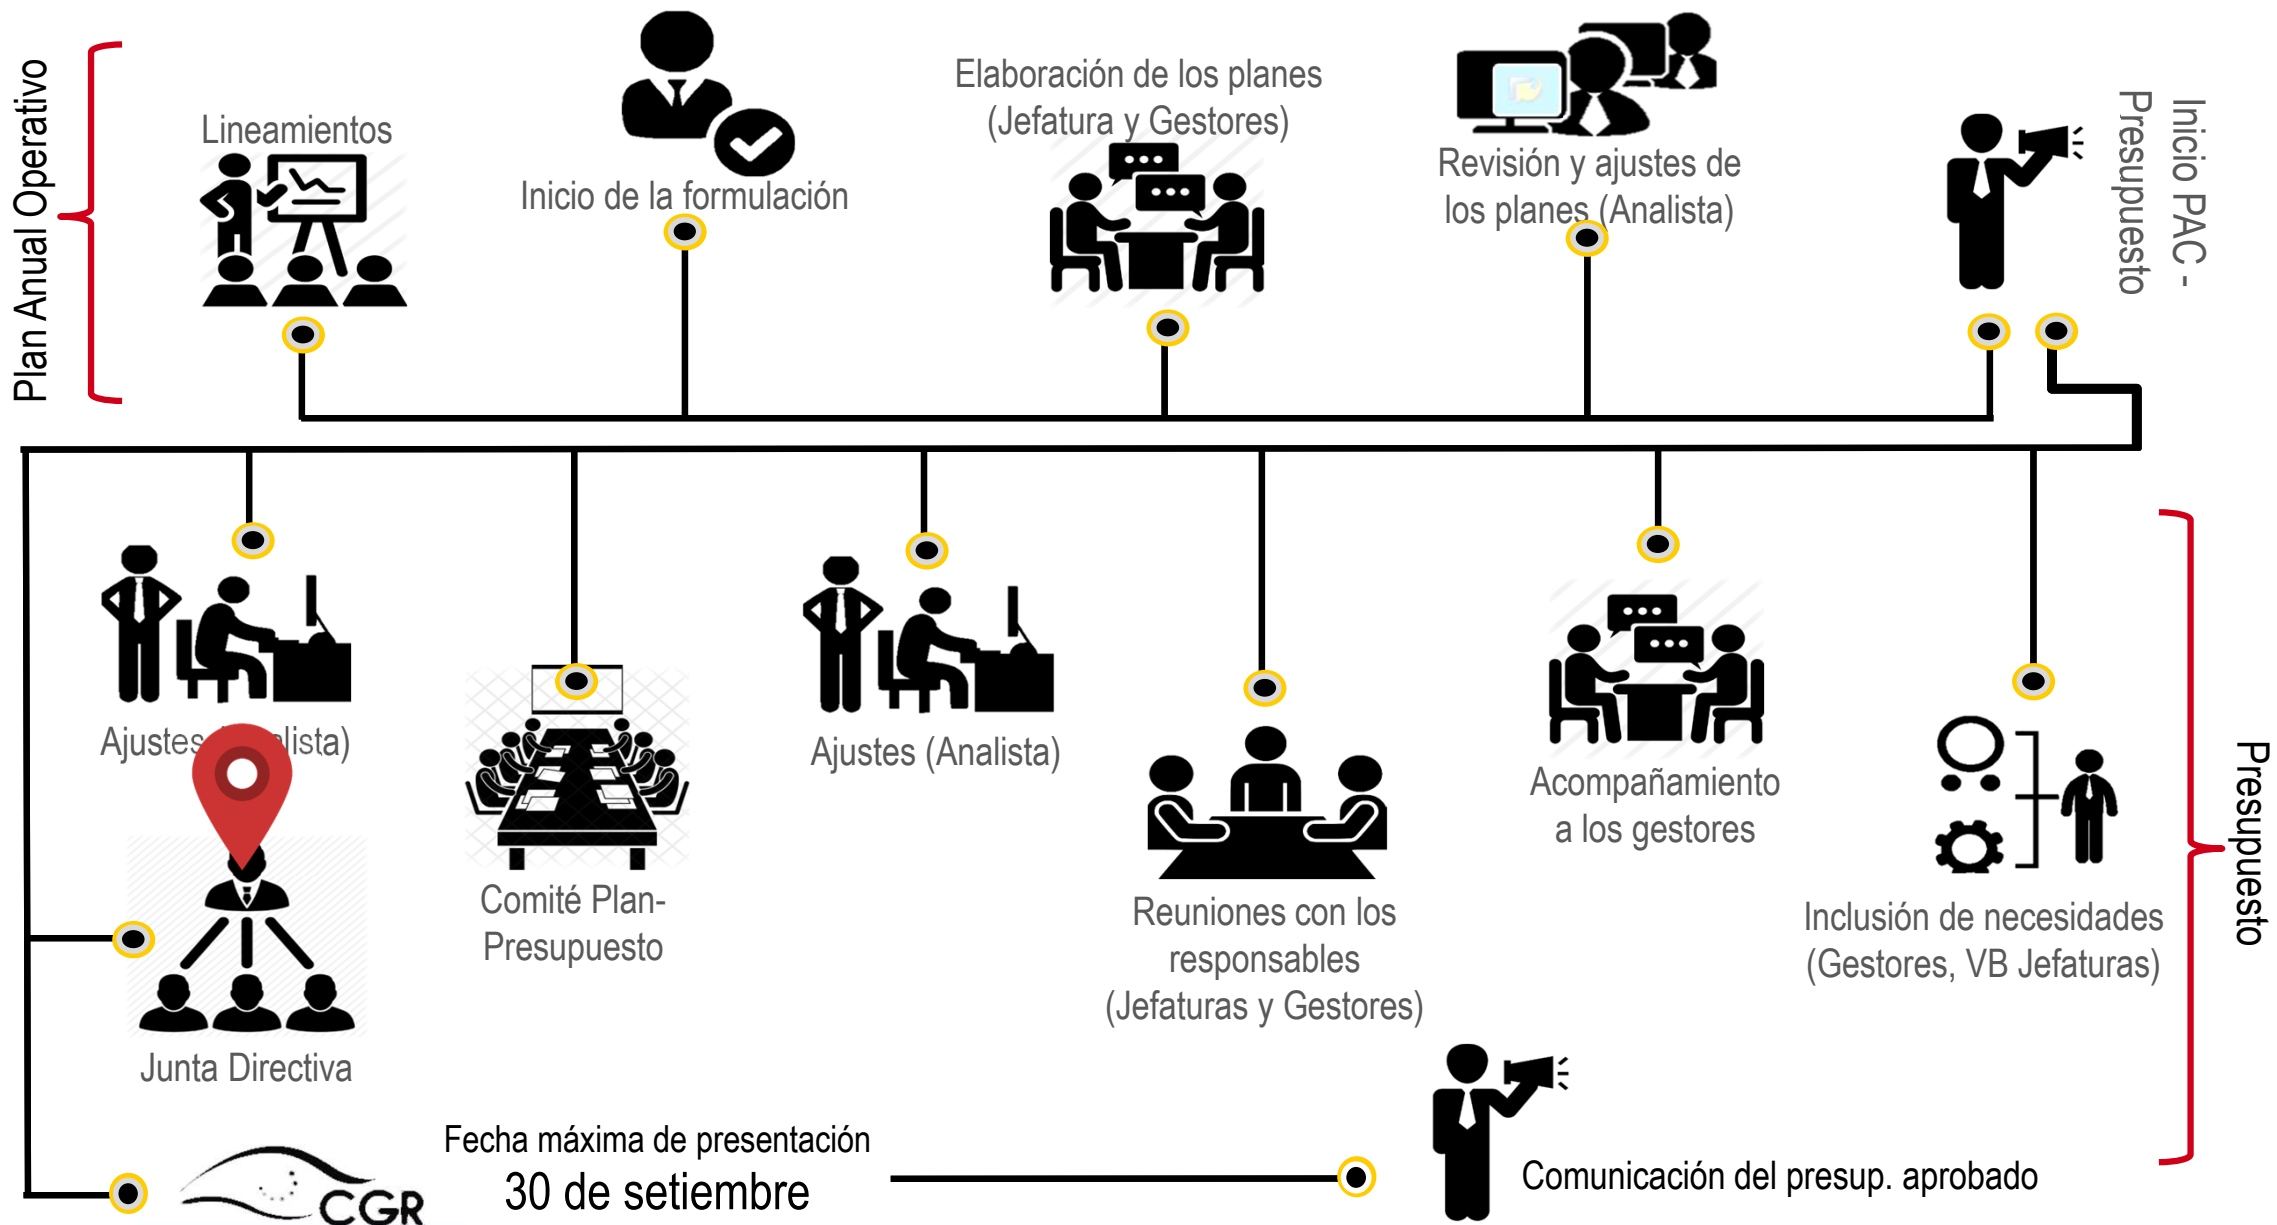 Plan Anual Operativo
Lineamientos
Inicio de la formulación
Elaboración de los planes
(Jefatura y Gestores)
Revisión y ajustes de
los planes (Analista)
Inicio PAC -
Presupuesto
Ajustes lista)
Comité Plan-
Presupuesto
Ajustes (Analista)
Reuniones con los
responsables
(Jefaturas y Gestores)
Acompañamiento
a los gestores
Inclusión de necesidades
(Gestores, VB Jefaturas)
Presupuesto
Junta Directiva
CGR
Fecha máxima de presentación
30 de setiembre
Comunicación del presup. aprobado